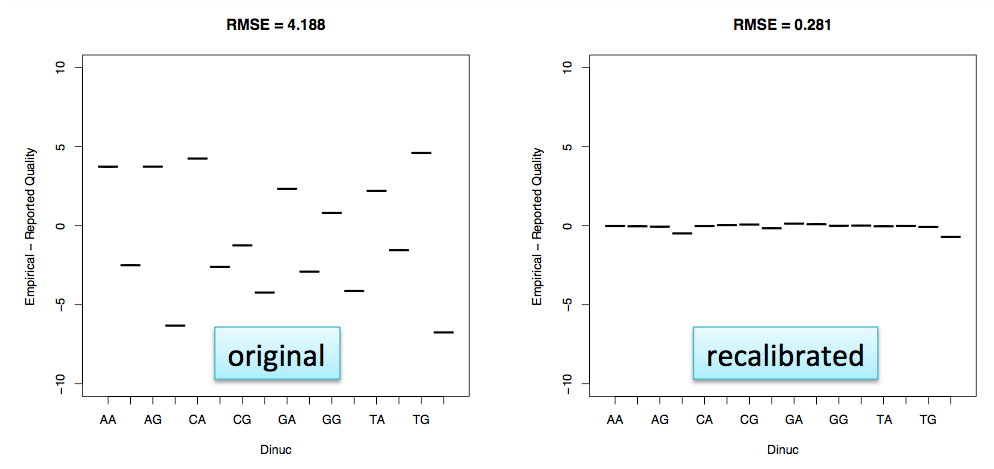 RMSE = 4.188
10
5
0
−5
−10
Empirical − Reported Quality
original
AA AG CA CG GA GG TA TG
Dinuc
RMSE = 0.281
10
5
0
−5
−10
Empirical − Reported Quality
recalibrated
AA AG CA CG GA GG TA TG
Dinuc